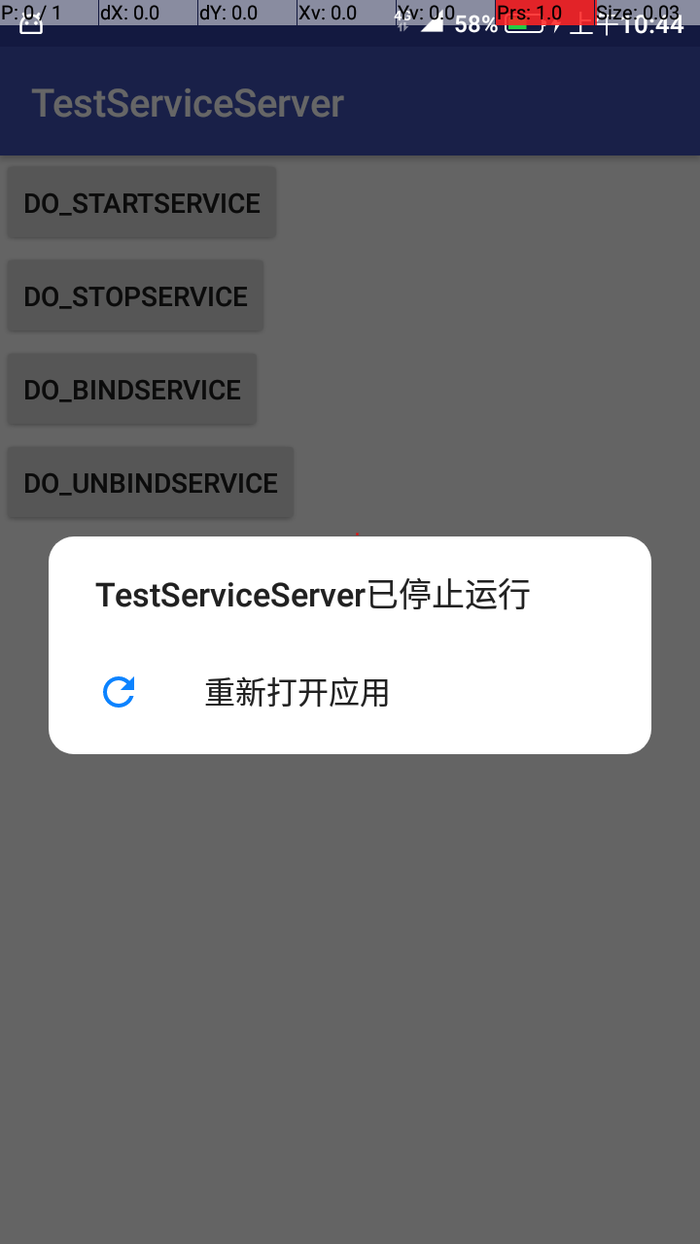 P: 0 / 1 dX: 0.0 dY: 0.0 Xv: 0.0 Yv: 0.0 Prs: 1.0 Size: 0.03
58% 上午10:44
TestServiceServer
DO_STARTSERVICE
DO_STOPSERVICE
DO_BINDSERVICE
DO_UNBINDSERVICE
TestServiceServer已停止运行
重新打开应用